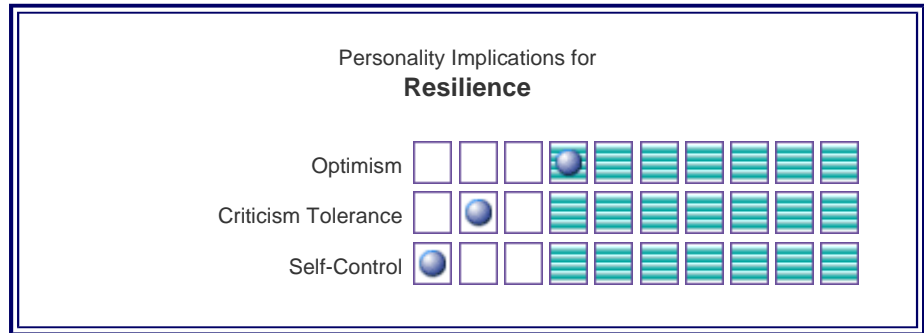 Personality Implications for
Resilience
Optimism
Criticism Tolerance
Self-Control